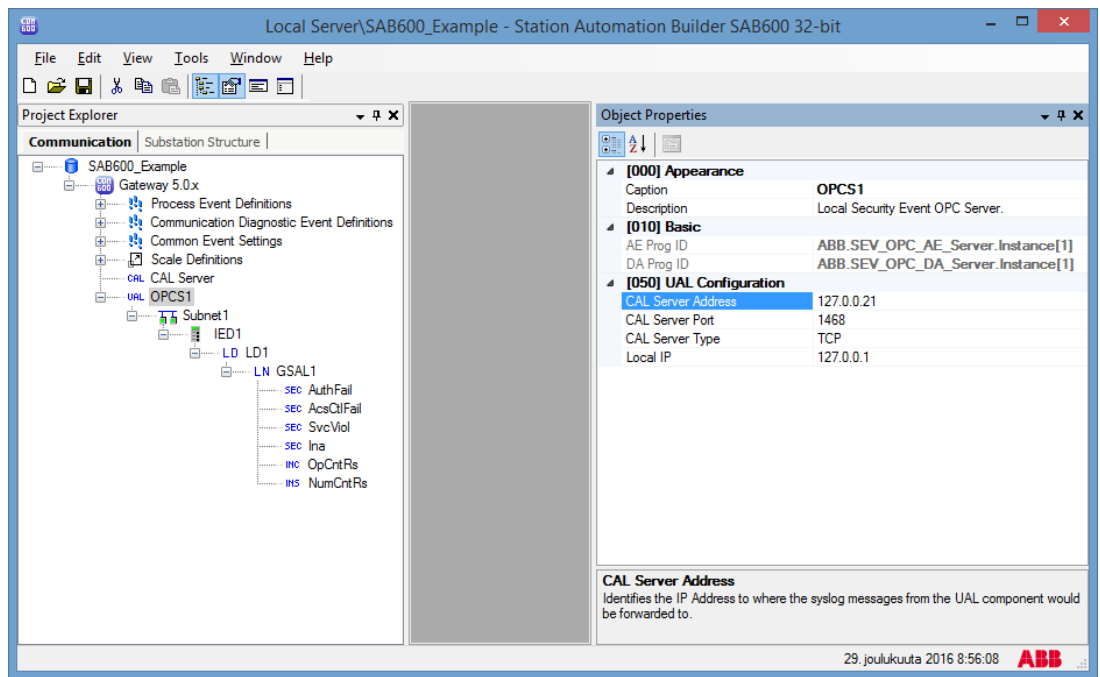 COM
600
Local Server\SAB600_Example - Station Automation Builder SAB600 32-bit
File Edit View Tools Window Help
Project Explorer
Communication Substation Structure
SAB600_Example
Gateway 5.0.x
Process Event Definitions
Communication Diagnostic Event Definitions
Common Event Settings
Scale Definitions
CAL CAL Server
UAL OPCS1
Subnet1
IED1
LD LD1
LN GSAL1
SEC AuthFail
SEC AcsCtlFail
SEC SvcViol
SEC Ina
INC OpCntRs
INS NumCntRs
Object Properties
[000] Appearance
Caption OPCS1
Description Local Security Event OPC Server.
[010] Basic
AE Prog ID ABB.SEV_OPC_AE_Server.Instance[1]
DA Prog ID ABB.SEV_OPC_DA_Server.Instance[1]
[050] UAL Configuration
CAL Server Address 127.0.0.21
CAL Server Port 1468
CAL Server Type TCP
Local IP 127.0.0.1
CAL Server Address
Identifies the IP Address to where the syslog messages from the UAL component would
be forwarded to.
29. joulukuuta 2016 8:56:08 ABB